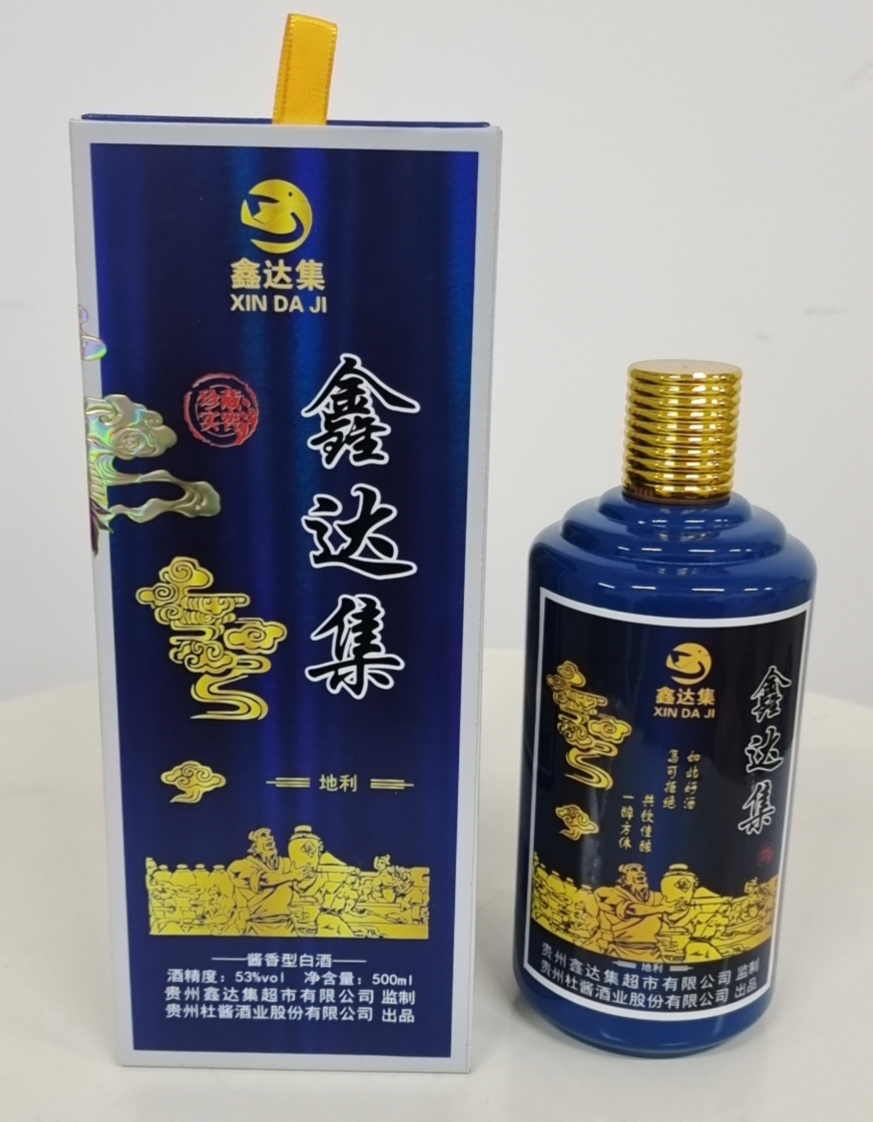 鑫达集
XIN DA JI
鑫达集
地利
酱香型白酒
酒精度：53%vol 净含量：500ml
贵州鑫达集超市有限公司 监制
贵州杜酱酒业股份有限公司 出品
鑫达集
XIN DA JI
鑫达集
如此好酒
怎可拒绝
共饮佳酿
一醉方休
地利
贵州鑫达集超市有限公司 监制
贵州杜酱酒业股份有限公司 出品